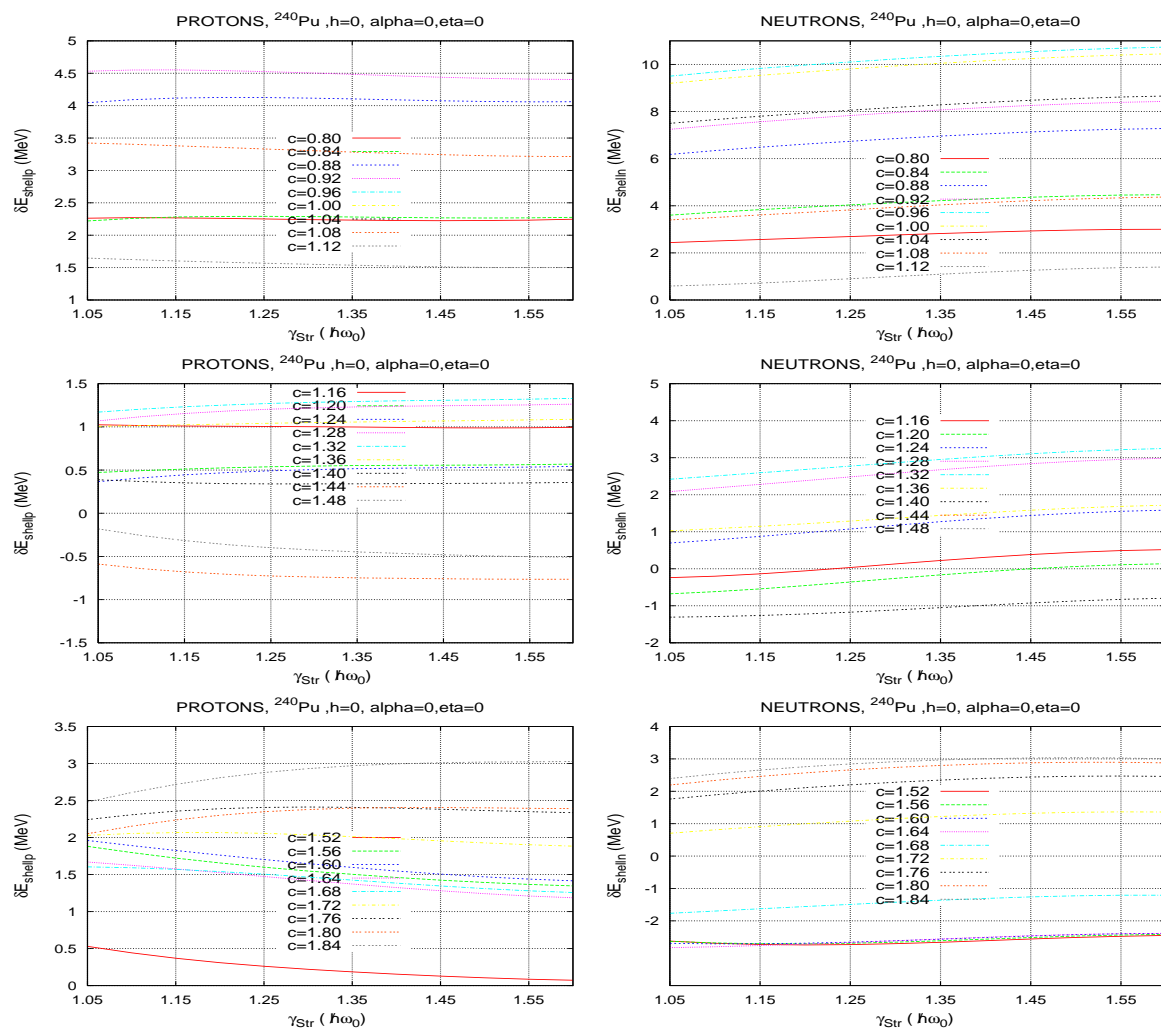 PROTONS, ²⁴⁰Pu ,h=0, alpha=0,eta=0
δE_shellp (MeV)
5
4.5
4
3.5
3
2.5
2
1.5
1
c=0.80
c=0.84
c=0.88
c=0.92
c=0.96
c=1.00
c=1.04
c=1.08
c=1.12
1.05 1.15 1.25 1.35 1.45 1.55
γ_Str ( ħω₀)
NEUTRONS, ²⁴⁰Pu ,h=0, alpha=0,eta=0
δE_shelln (MeV)
10
8
6
4
2
0
c=0.80
c=0.84
c=0.88
c=0.92
c=0.96
c=1.00
c=1.04
c=1.08
c=1.12
1.05 1.15 1.25 1.35 1.45 1.55
γ_Str ( ħω₀)
PROTONS, ²⁴⁰Pu ,h=0, alpha=0,eta=0
δE_shellp (MeV)
1.5
1
0.5
0
-0.5
-1
-1.5
c=1.16
c=1.20
c=1.24
c=1.28
c=1.32
c=1.36
c=1.40
c=1.44
c=1.48
1.05 1.15 1.25 1.35 1.45 1.55
γ_Str ( ħω₀)
NEUTRONS, ²⁴⁰Pu ,h=0, alpha=0,eta=0
δE_shelln (MeV)
5
4
3
2
1
0
-1
-2
c=1.16
c=1.20
c=1.24
c=1.28
c=1.32
c=1.36
c=1.40
c=1.44
c=1.48
1.05 1.15 1.25 1.35 1.45 1.55
γ_Str ( ħω₀)
PROTONS, ²⁴⁰Pu ,h=0, alpha=0,eta=0
δE_shellp (MeV)
3.5
3
2.5
2
1.5
1
0.5
0
c=1.52
c=1.56
c=1.60
c=1.64
c=1.68
c=1.72
c=1.76
c=1.80
c=1.84
1.05 1.15 1.25 1.35 1.45 1.55
γ_Str ( ħω₀)
NEUTRONS, ²⁴⁰Pu ,h=0, alpha=0,eta=0
δE_shelln (MeV)
4
3
2
1
0
-1
-2
c=1.52
c=1.56
c=1.60
c=1.64
c=1.68
c=1.72
c=1.76
c=1.80
c=1.84
1.05 1.15 1.25 1.35 1.45 1.55
γ_Str ( ħω₀)